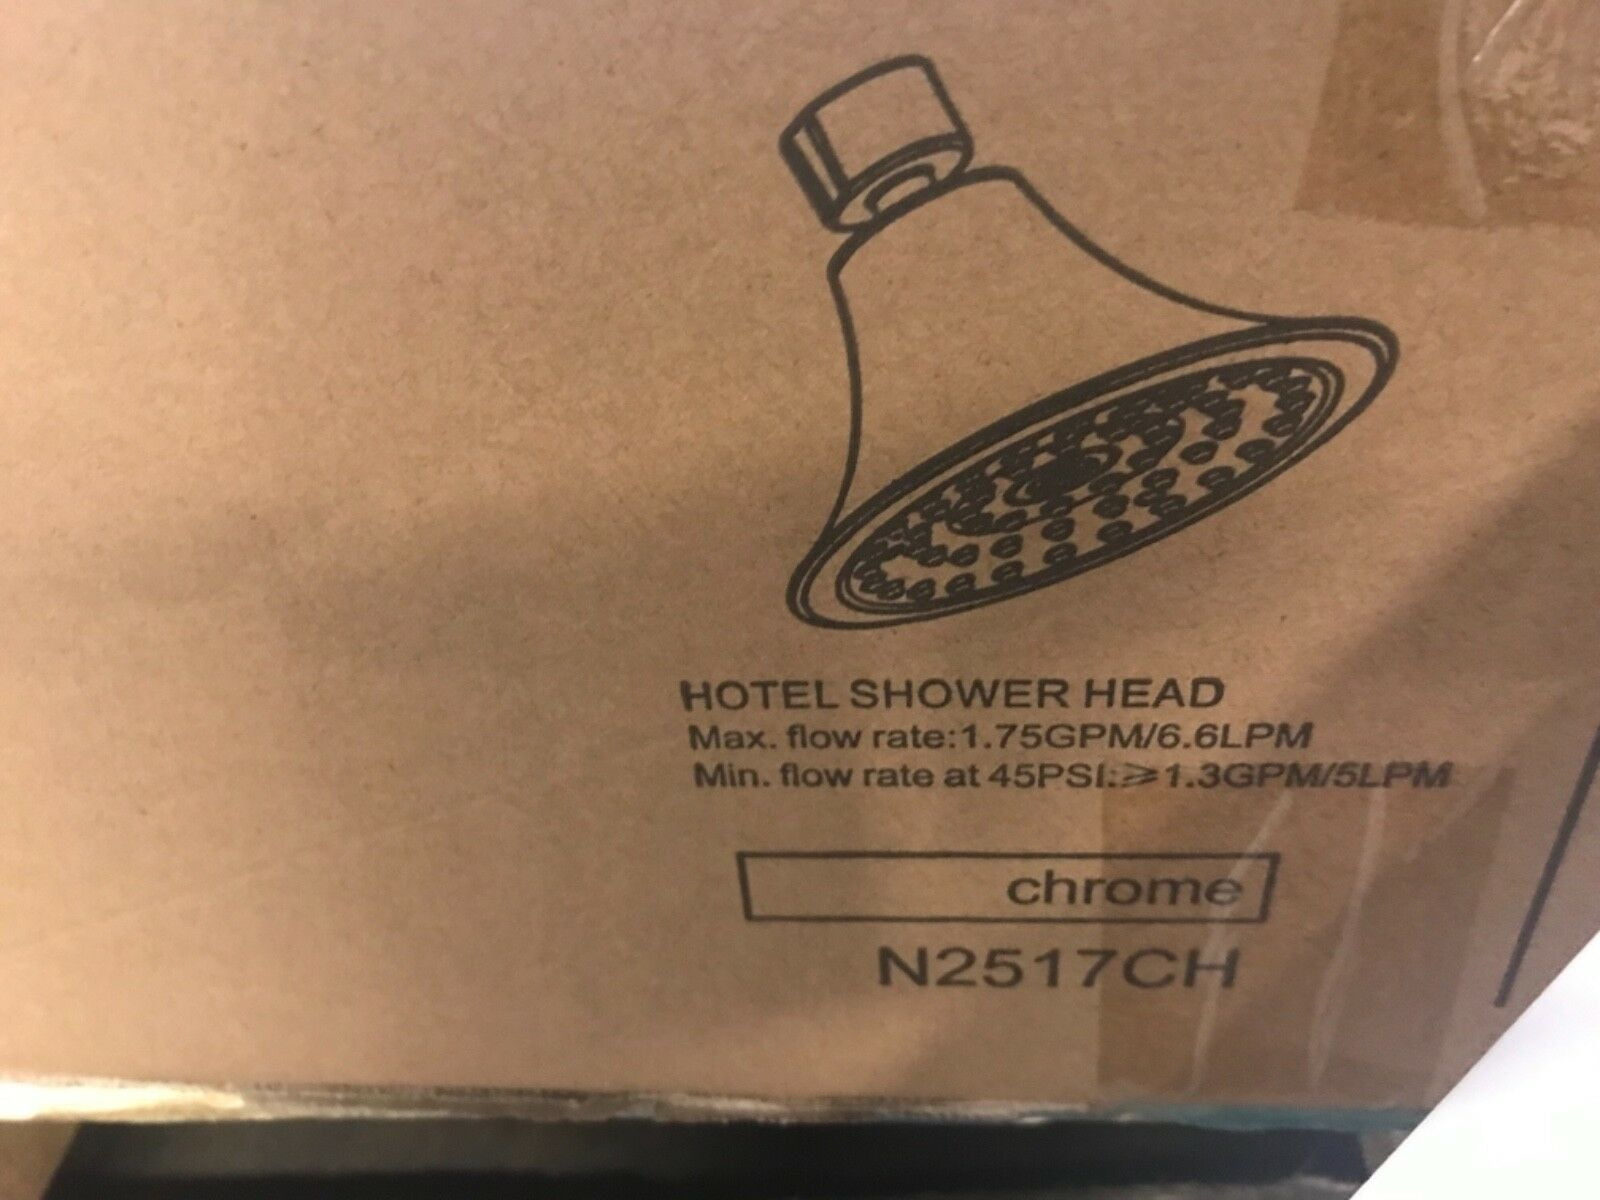 HOTEL SHOWER HEAD
Max. flow rate:1.75GPM/6.6LPM
Min. flow rate at 45PSI:⩾1.3GPM/5LPM
chrome
N2517CH